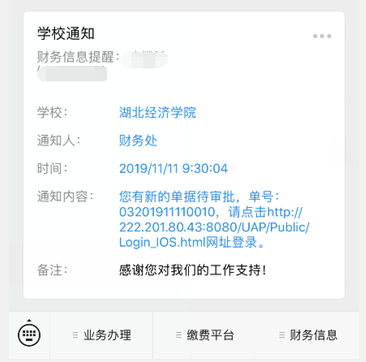 学校通知
财务信息提醒：
学校： 湖北经济学院
通知人： 财务处
时间： 2019/11/11 9:30:04
通知内容： 您有新的单据待审批，单号：
03201911110010，请点击http://
222.201.80.43:8080/UAP/Public/
Login_IOS.html网址登录。
备注： 感谢您对我们的工作支持！
业务办理 缴费平台 财务信息